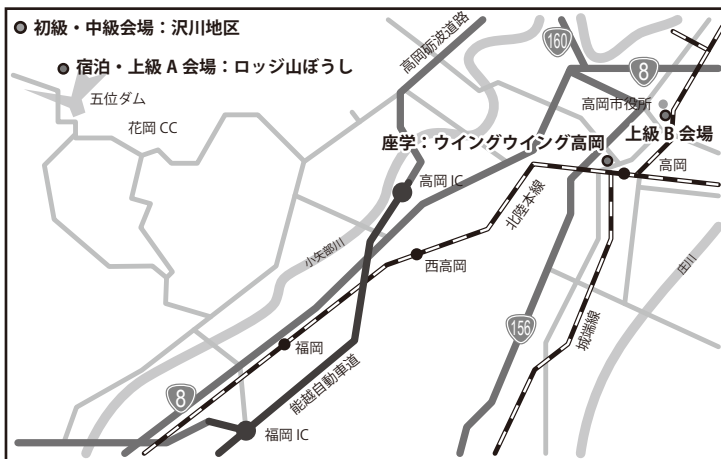 初級・中級会場：沢川地区
宿泊・上級 A 会場：ロッジ山ぼうし
五位ダム
花岡 CC
高岡砺波道路
160
8
高岡市役所
上級 B 会場
座学：ウイングウイング高岡
高岡
高岡 IC
北陸本線
小矢部川
西高岡
庄川
156
城端線
福岡
能越自動車道
8
福岡 IC